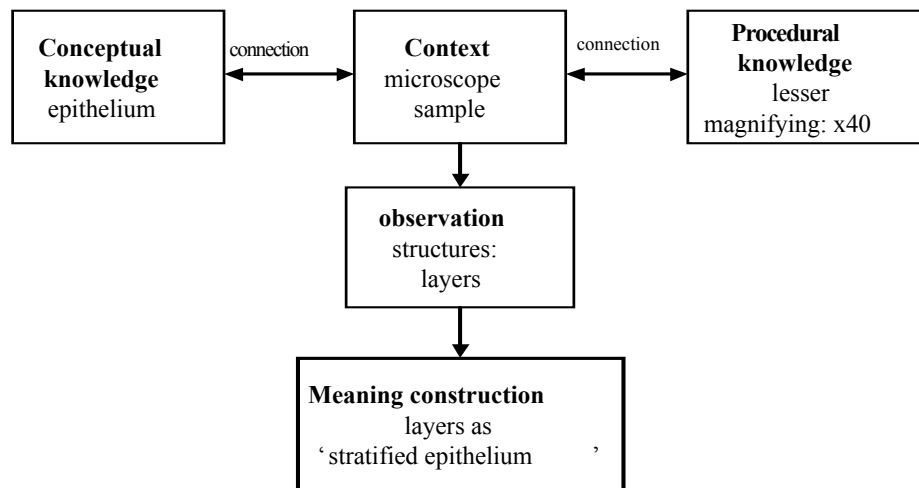 Conceptual
knowledge
epithelium
connection
Context
microscope
sample
connection
Procedural
knowledge
lesser
magnifying: x40
observation
structures:
layers
Meaning construction
layers as
‘stratified epithelium ’